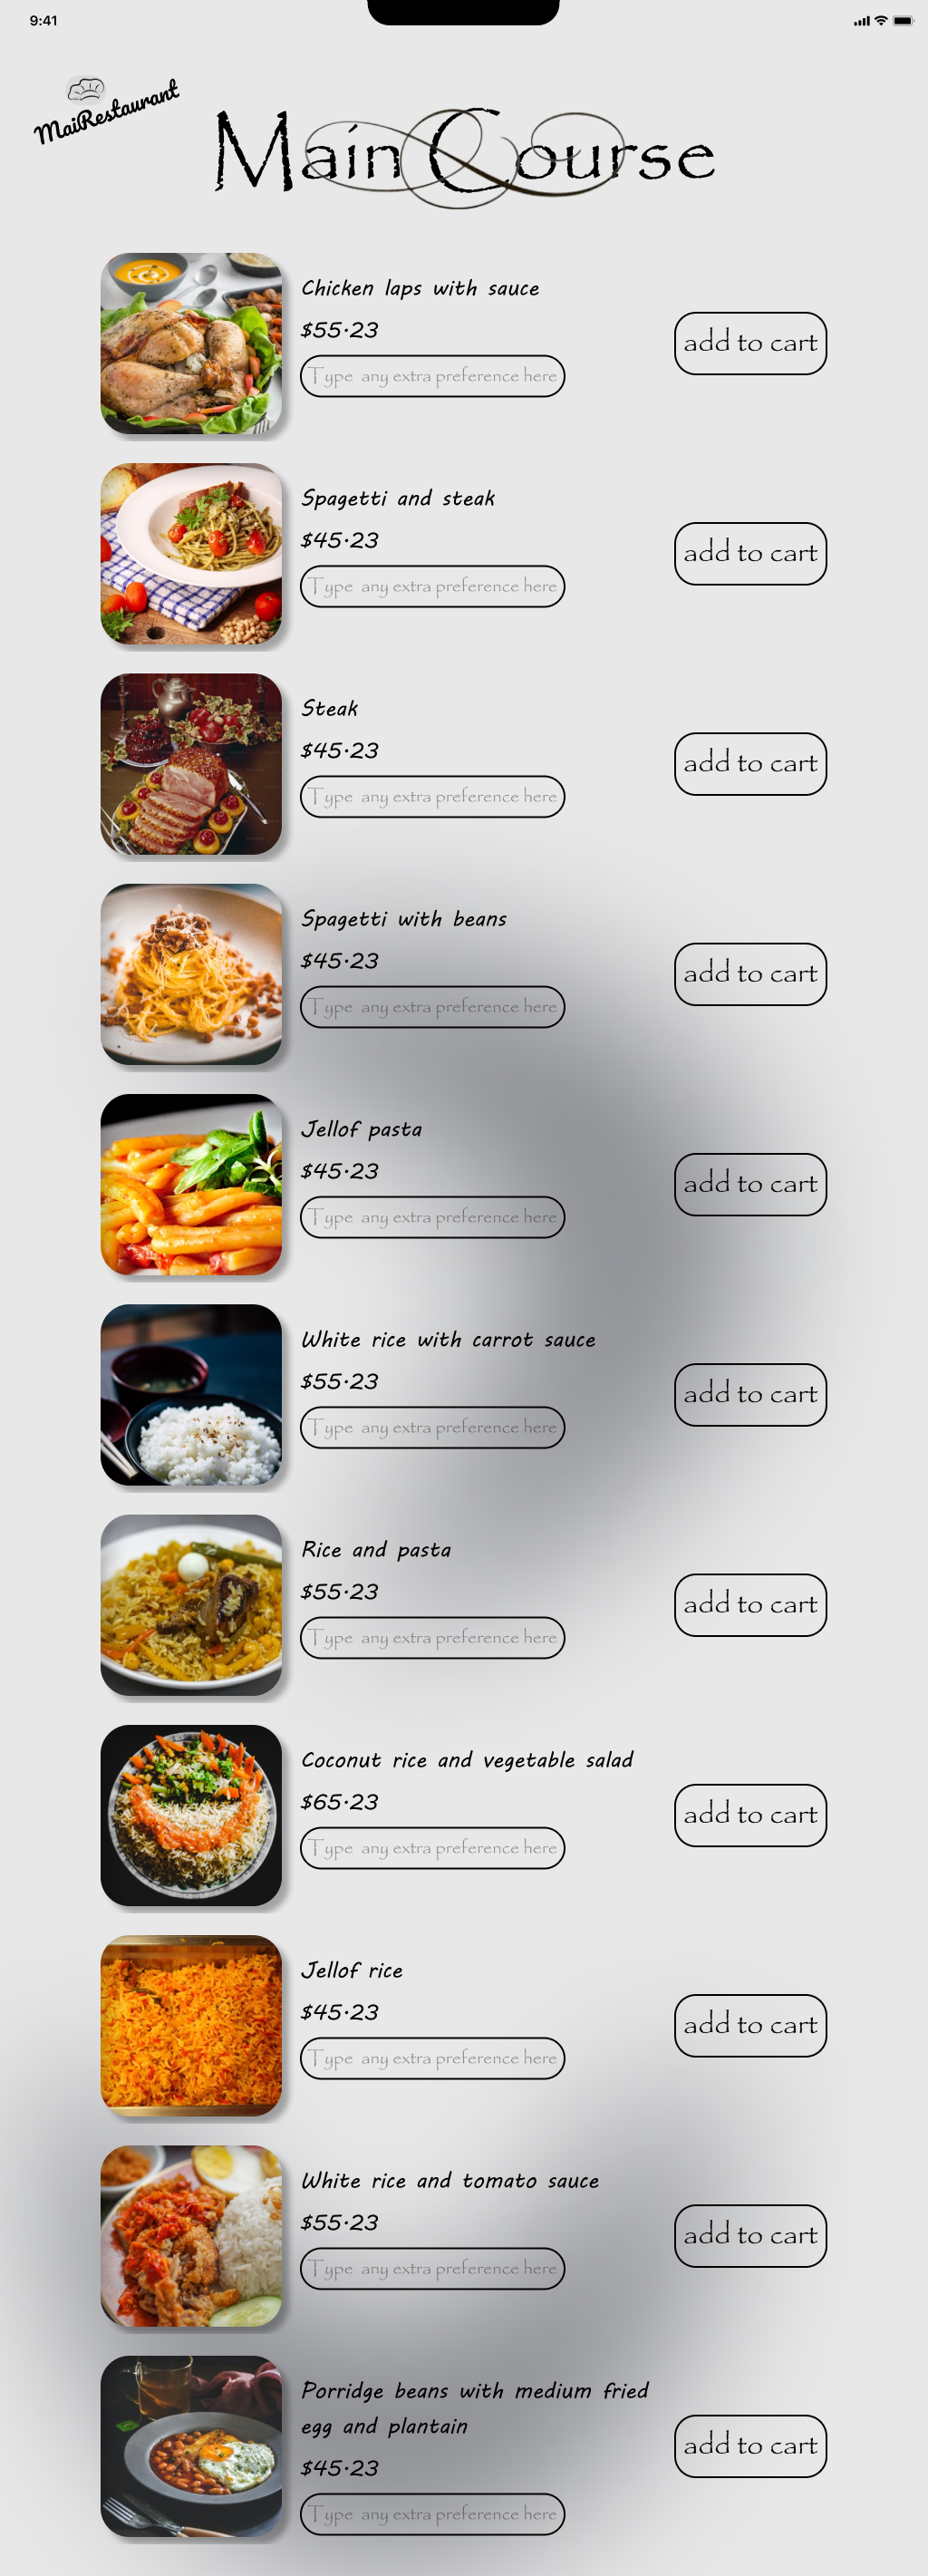 9:41
MaiRestaurant
Main Course
Chicken laps with sauce
$55.23
Type any extra preference here
add to cart
Spagetti and steak
$45.23
Type any extra preference here
add to cart
Steak
$45.23
Type any extra preference here
add to cart
Spagetti with beans
$45.23
Type any extra preference here
add to cart
Jellof pasta
$45.23
Type any extra preference here
add to cart
White rice with carrot sauce
$55.23
Type any extra preference here
add to cart
Rice and pasta
$55.23
Type any extra preference here
add to cart
Coconut rice and vegetable salad
$65.23
Type any extra preference here
add to cart
Jellof rice
$45.23
Type any extra preference here
add to cart
White rice and tomato sauce
$55.23
Type any extra preference here
add to cart
Porridge beans with medium fried
egg and plantain
$45.23
Type any extra preference here
add to cart